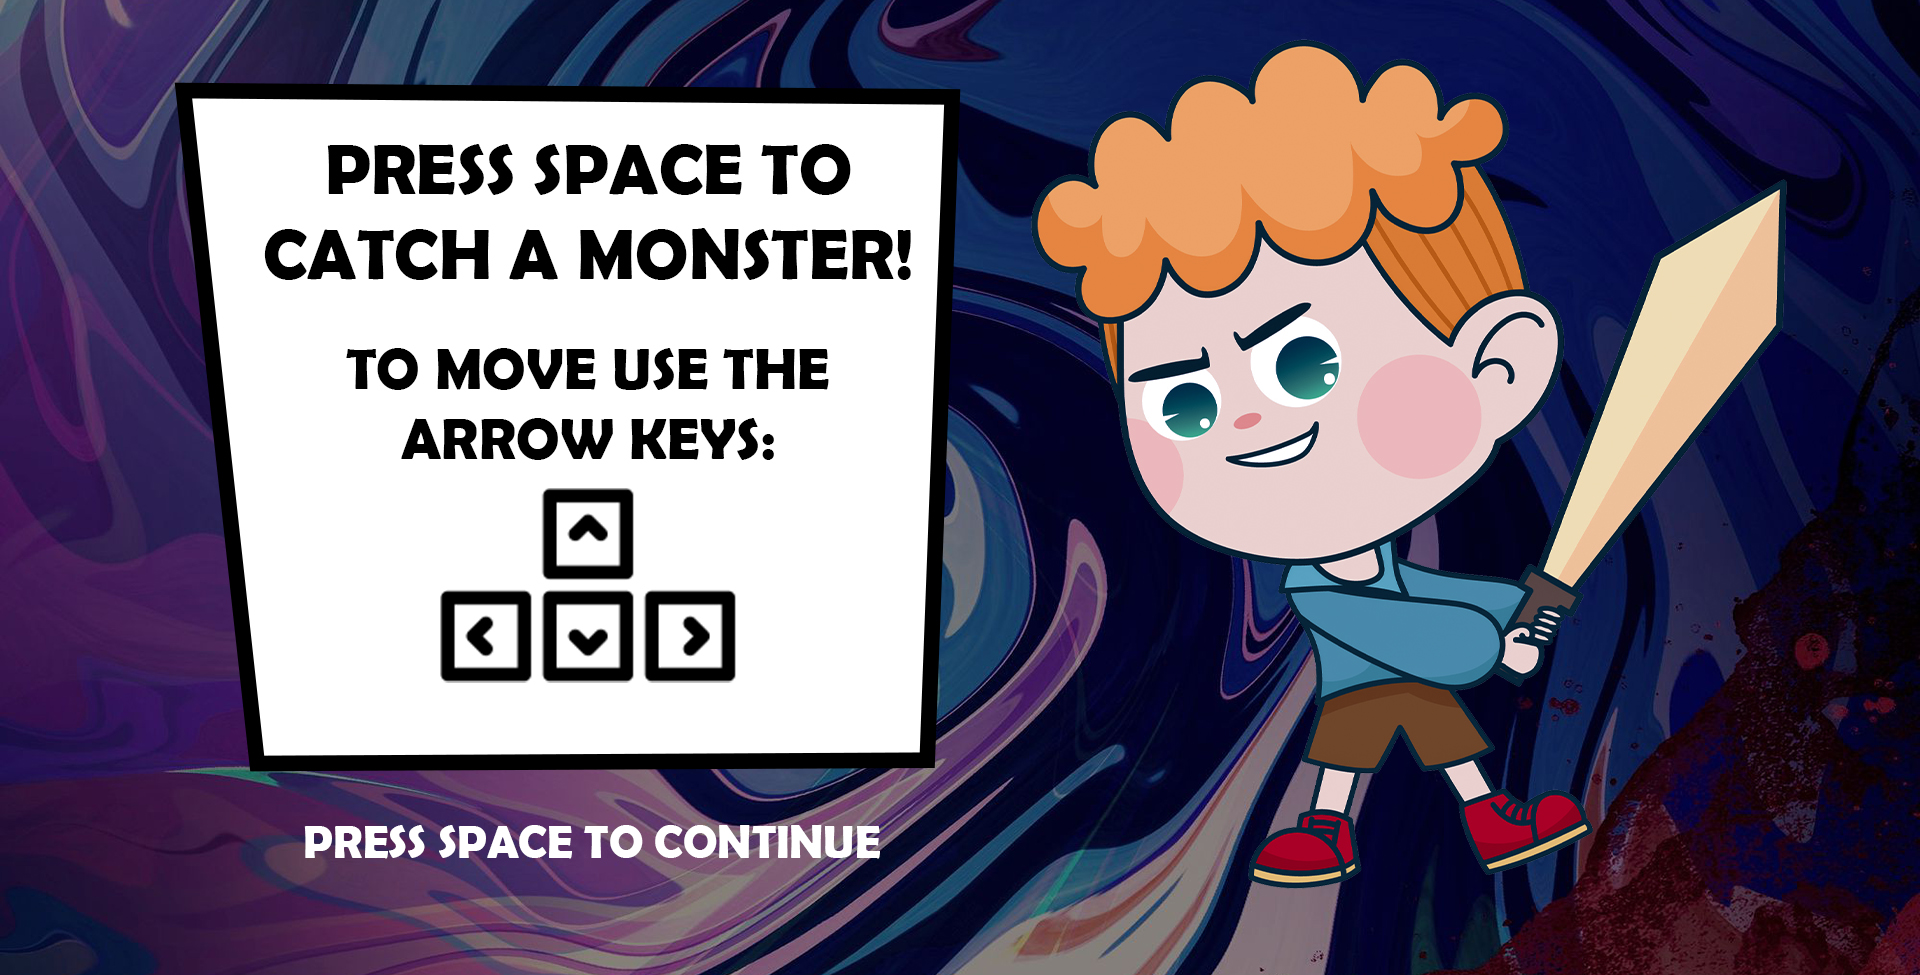 PRESS SPACE TO
CATCH A MONSTER!
TO MOVE USE THE
ARROW KEYS:
PRESS SPACE TO CONTINUE